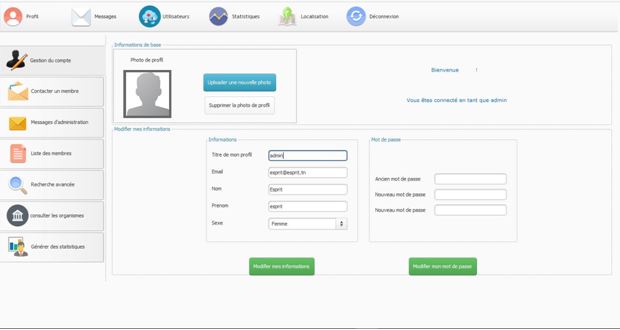 Profil
Messages
Utilisateurs
Statistiques
Localisation
Déconnexion
Gestion du compte
Contacter un membre
Messages d'administration
Liste des membres
Recherche avancée
consulter les organismes
Générer des statistiques
Informations de base
Photo de profil
Uploader une nouvelle photo
Supprimer la photo de profil
Bienvenue !
Vous êtes connecté en tant que admin
Modifier mes informations
Informations
Titre de mon profil admin
Email esprit@esprit.tn
Nom Esprit
Prenom esprit
Sexe Femme
Modifier mes informations
Mot de passe
Ancien mot de passe
Nouveau mot de passe
Nouveau mot de passe
Modifier mon mot de passe